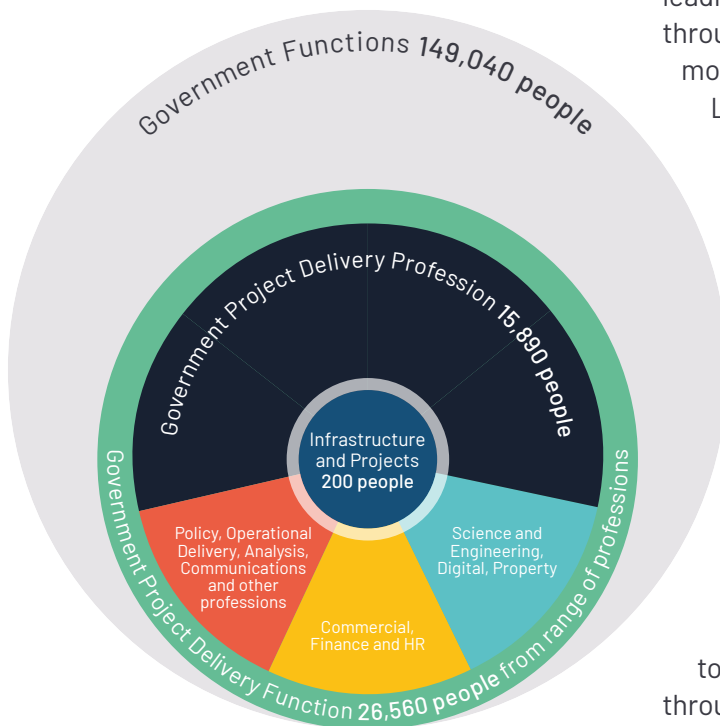 Government Functions 149,040 people
Government Project Delivery Profession 15,890 people
Infrastructure
and Projects
200 people
Policy, Operational
Delivery, Analysis,
Communications
and other
professions
Commercial,
Finance and HR
Science and
Engineering,
Digital, Property
Government Project Delivery Function 26,560 people from range of professions
to